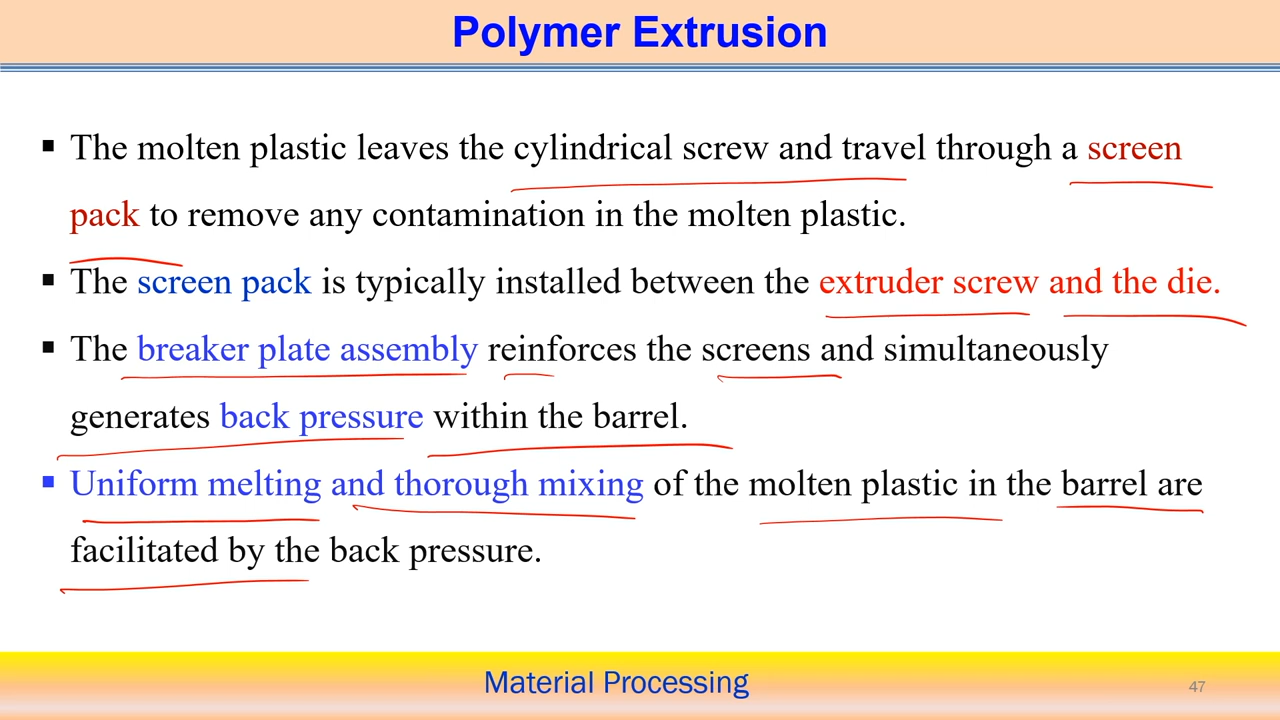 Polymer Extrusion
▪ The molten plastic leaves the cylindrical screw and travel through a screen
pack to remove any contamination in the molten plastic.
▪ The screen pack is typically installed between the extruder screw and the die.
▪ The breaker plate assembly reinforces the screens and simultaneously
generates back pressure within the barrel.
▪ Uniform melting and thorough mixing of the molten plastic in the barrel are
facilitated by the back pressure.
Material Processing
47